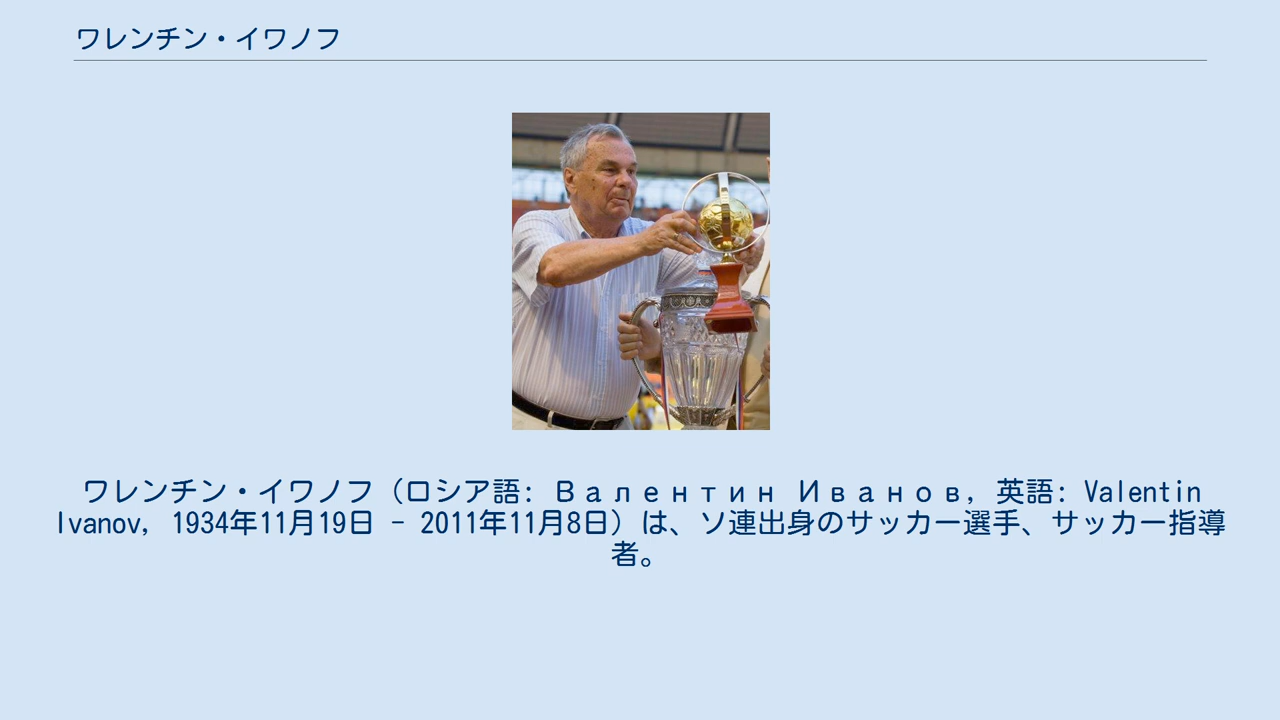 ワレンチン・イワノフ
ワレンチン・イワノフ（ロシア語: Валентин Иванов, 英語: Valentin
Ivanov, 1934年11月19日 - 2011年11月8日）は、ソ連出身のサッカー選手、サッカー指導
者。